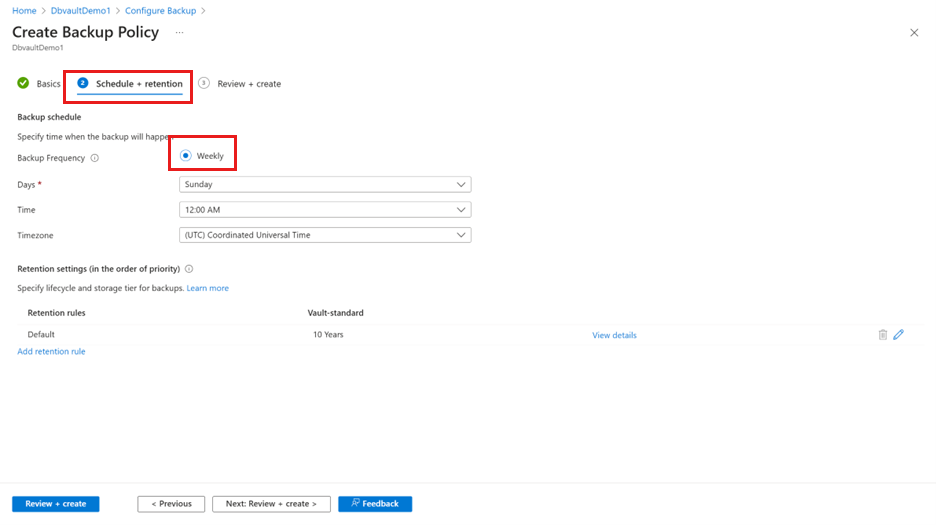 Home > DbvaultDemo1 > Configure Backup >
Create Backup Policy ...
DbvaultDemo1
Basics 2 Schedule + retention 3 Review + create
Backup schedule
Specify time when the backup will happen
Backup Frequency Weekly
Days * Sunday
Time 12:00 AM
Timezone (UTC) Coordinated Universal Time
Retention settings (in the order of priority)
Specify lifecycle and storage tier for backups. Learn more
Retention rules Vault-standard
Default 10 Years View details
Add retention rule
Review + create < Previous Next: Review + create > Feedback